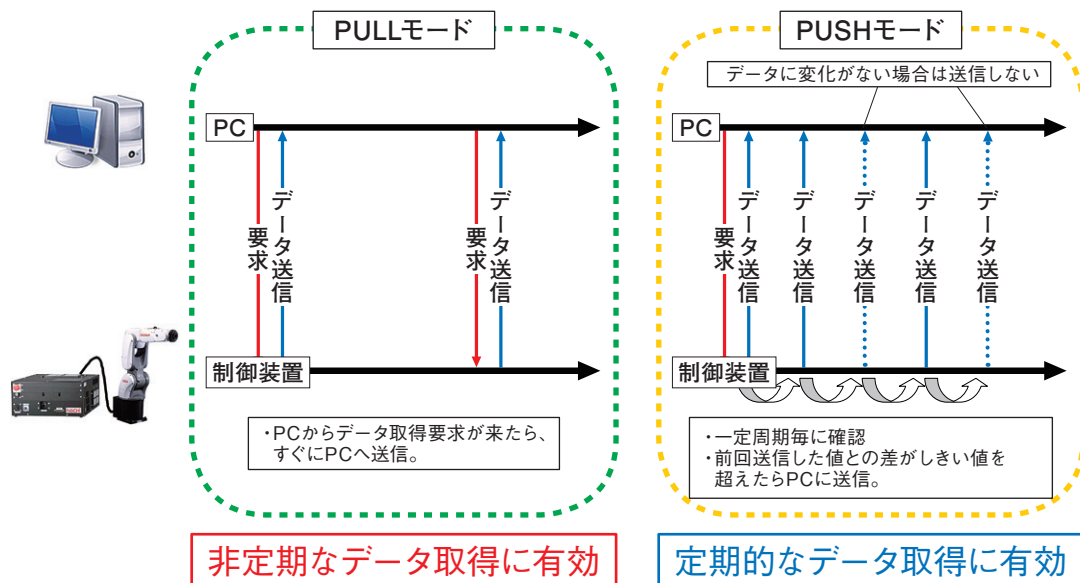 PULLモード
PC
要求
データ送信
要求
データ送信
制御装置
・PCからデータ取得要求が来たら、
すぐにPCへ送信。
非定期なデータ取得に有効
PUSHモード
データに変化がない場合は送信しない
PC
要求
データ送信
データ送信
データ送信
データ送信
データ送信
制御装置
・一定周期毎に確認
・前回送信した値との差がしきい値を
超えたらPCに送信。
定期的なデータ取得に有効